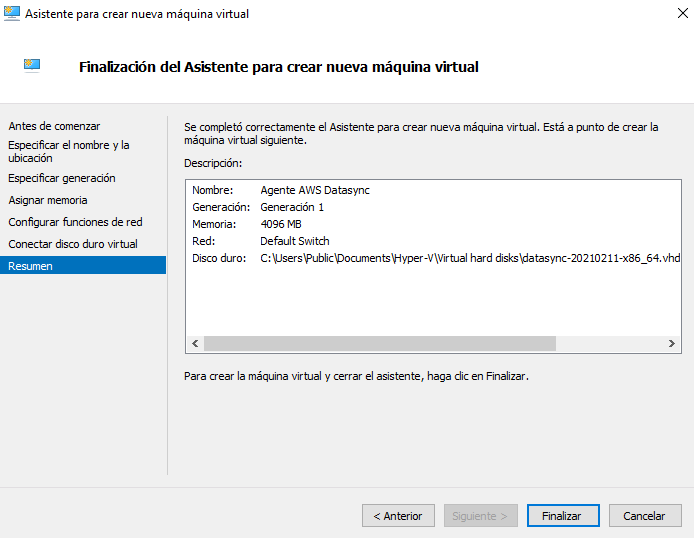 Asistente para crear nueva máquina virtual
Finalización del Asistente para crear nueva máquina virtual
Antes de comenzar
Especificar el nombre y la
ubicación
Especificar generación
Asignar memoria
Configurar funciones de red
Conectar disco duro virtual
Resumen
Se completó correctamente el Asistente para crear nueva máquina virtual. Está a punto de crear la
máquina virtual siguiente.
Descripción:
Nombre: Agente AWS Datasync
Generación: Generación 1
Memoria: 4096 MB
Red: Default Switch
Disco duro: C:\Users\Public\Documents\Hyper-V\Virtual hard disks\datasync-20210211-x86_64.vhd
Para crear la máquina virtual y cerrar el asistente, haga clic en Finalizar.
< Anterior
Siguiente >
Finalizar
Cancelar